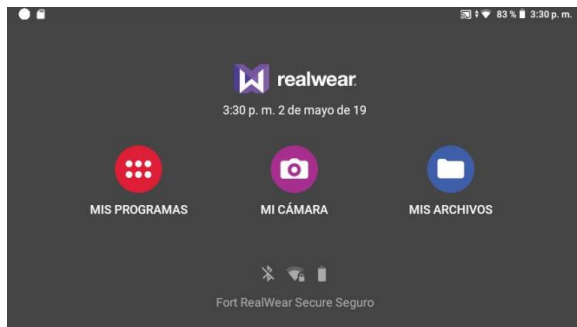 83 % 3:30 p. m.
realwear
3:30 p. m. 2 de mayo de 19
MIS PROGRAMAS
MI CÁMARA
MIS ARCHIVOS
Fort RealWear Secure Seguro